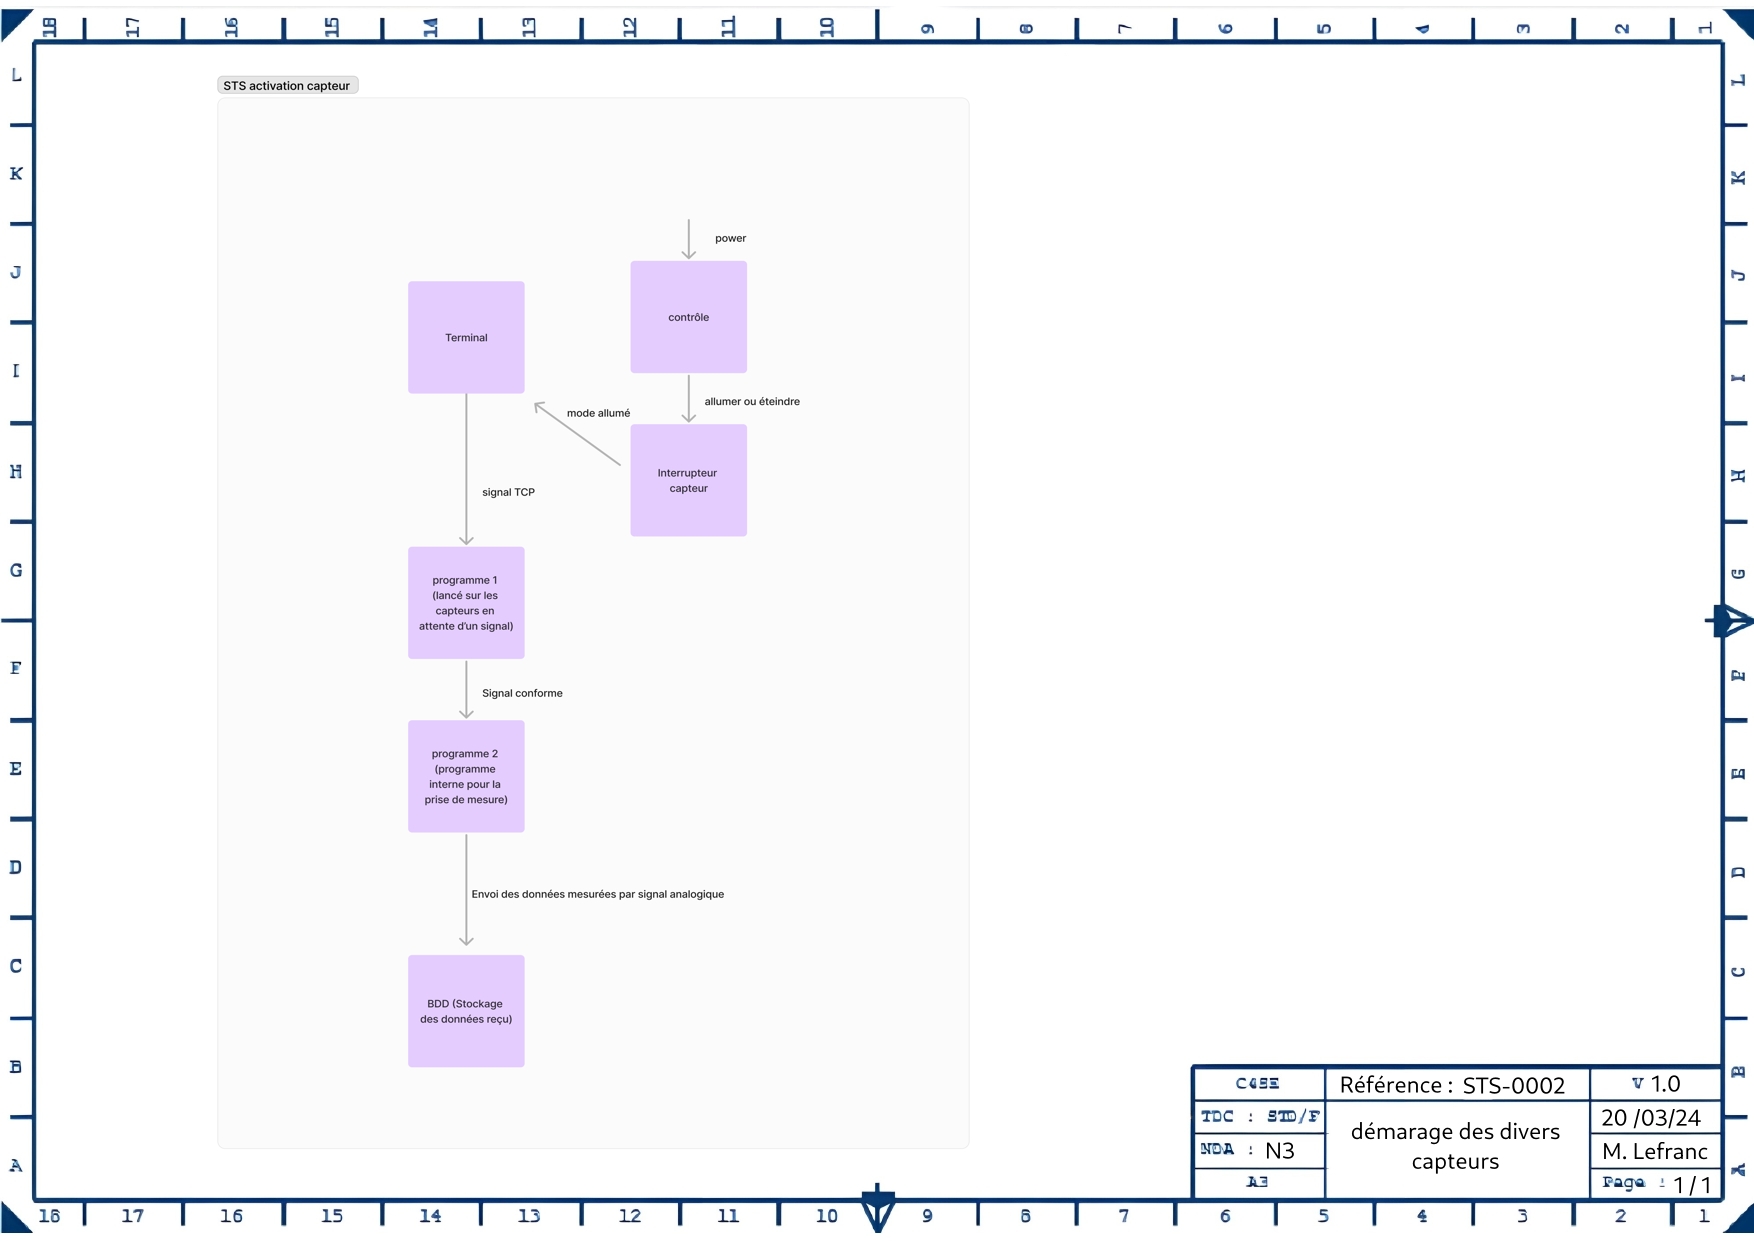 18 17 16 15 14 13 12 11 10 9 8 7 6 5 4 3 2 1
L L
K K
J J
I I
H H
G G
F F
E E
D D
C C
B B
A A
STS activation capteur
power
contrôle
Terminal
allumer ou éteindre
mode allumé
Interrupteur
capteur
signal TCP
programme 1
(lancé sur les
capteurs en
attente d'un signal)
Signal conforme
programme 2
(programme
interne pour la
prise de mesure)
Envoi des données mesurées par signal analogique
BDD (Stockage
des données reçu)
Référence : STS-0002
V 1.0
TDC : STD/F
démarage des divers
capteurs
20 /03/24
NDA : N3
M. Lefranc
A3
Page : 1 / 1
18 17 16 15 14 13 12 11 10 9 8 7 6 5 4 3 2 1